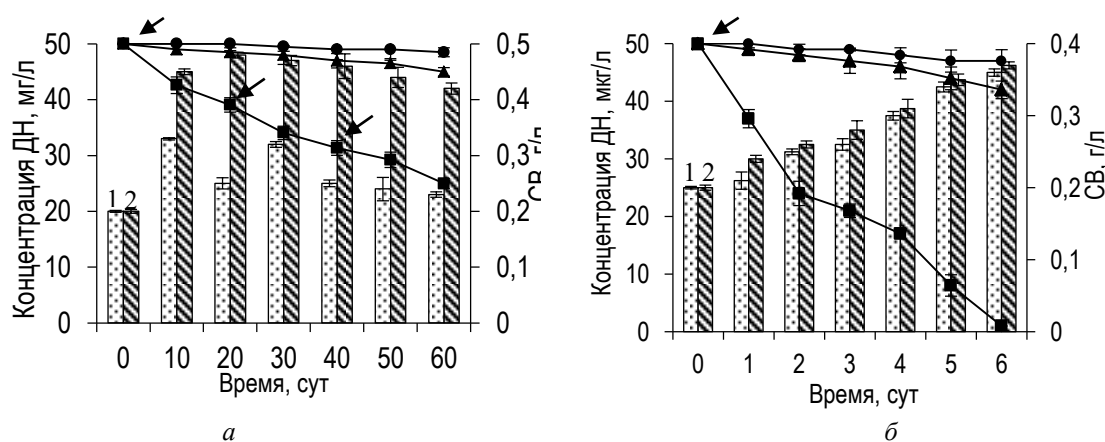 Концентрация ДН, мг/л
50
40
30
20
10
0
1 2
0 10 20 30 40 50 60
Время, сут
0,5
0,4
0,3
0,2
0,1
0
СВ, г/л
а
Концентрация ДН, мкг/л
50
40
30
20
10
0
1 2
0 1 2 3 4 5 6
Время, сут
0,4
0,3
0,2
0,1
0
СВ, г/л
б